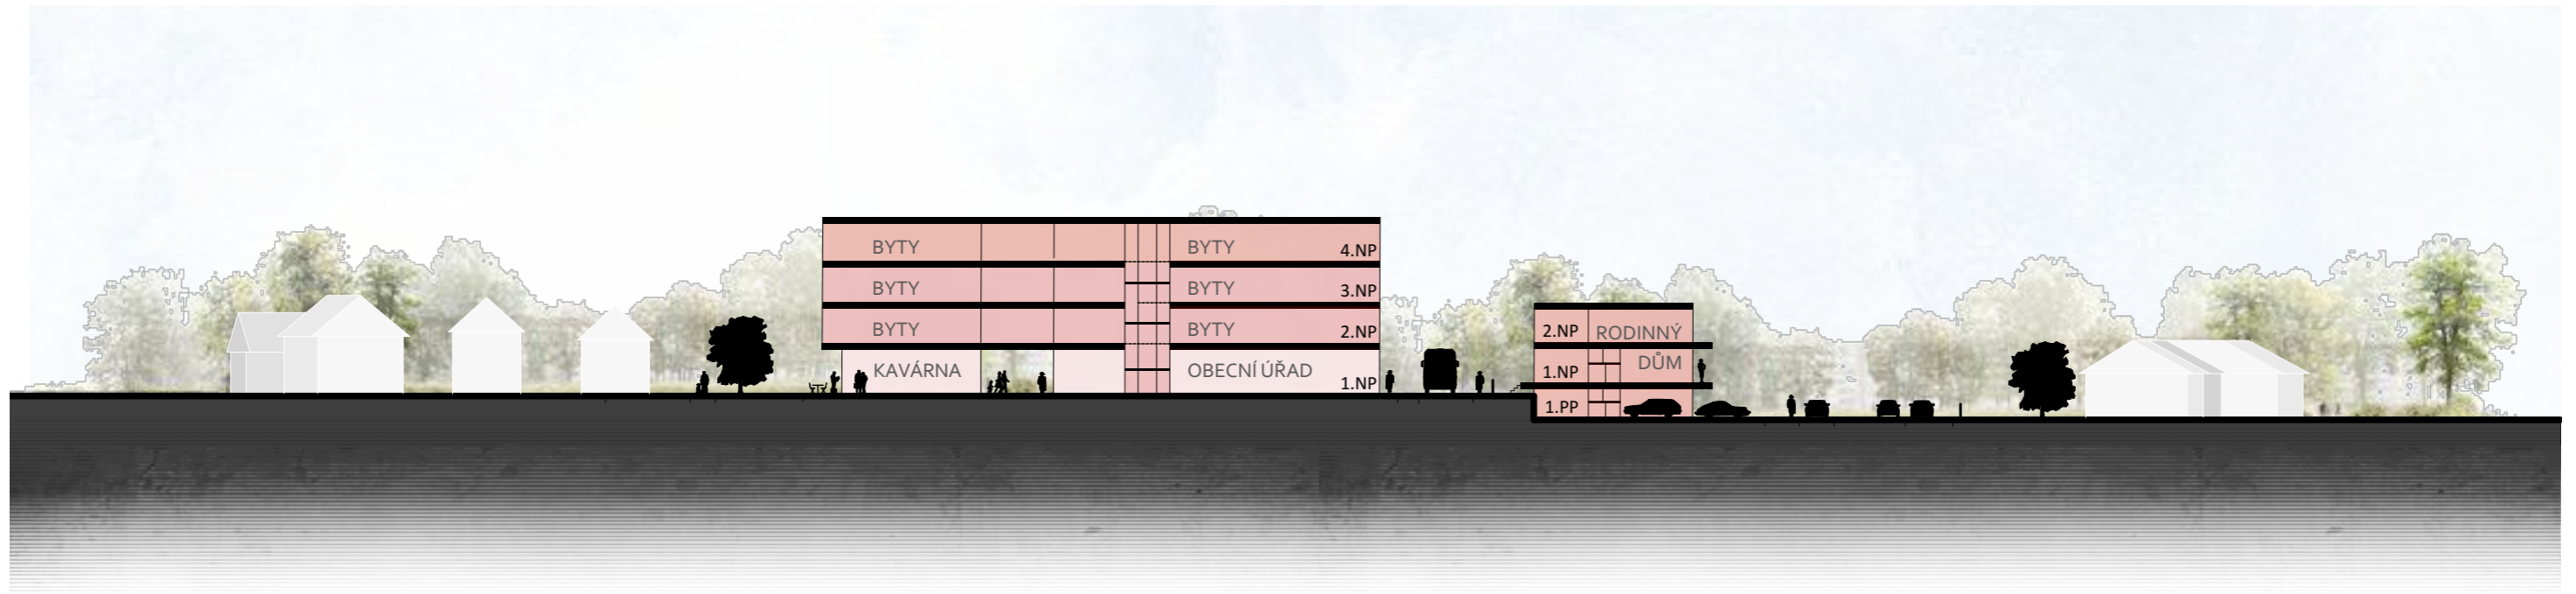 BYTY BYTY 4.NP
BYTY BYTY 3.NP
BYTY BYTY 2.NP
KAVÁRNA OBECNÍ ÚŘAD 1.NP
2.NP RODINNÝ
1.NP DŮM
1.PP